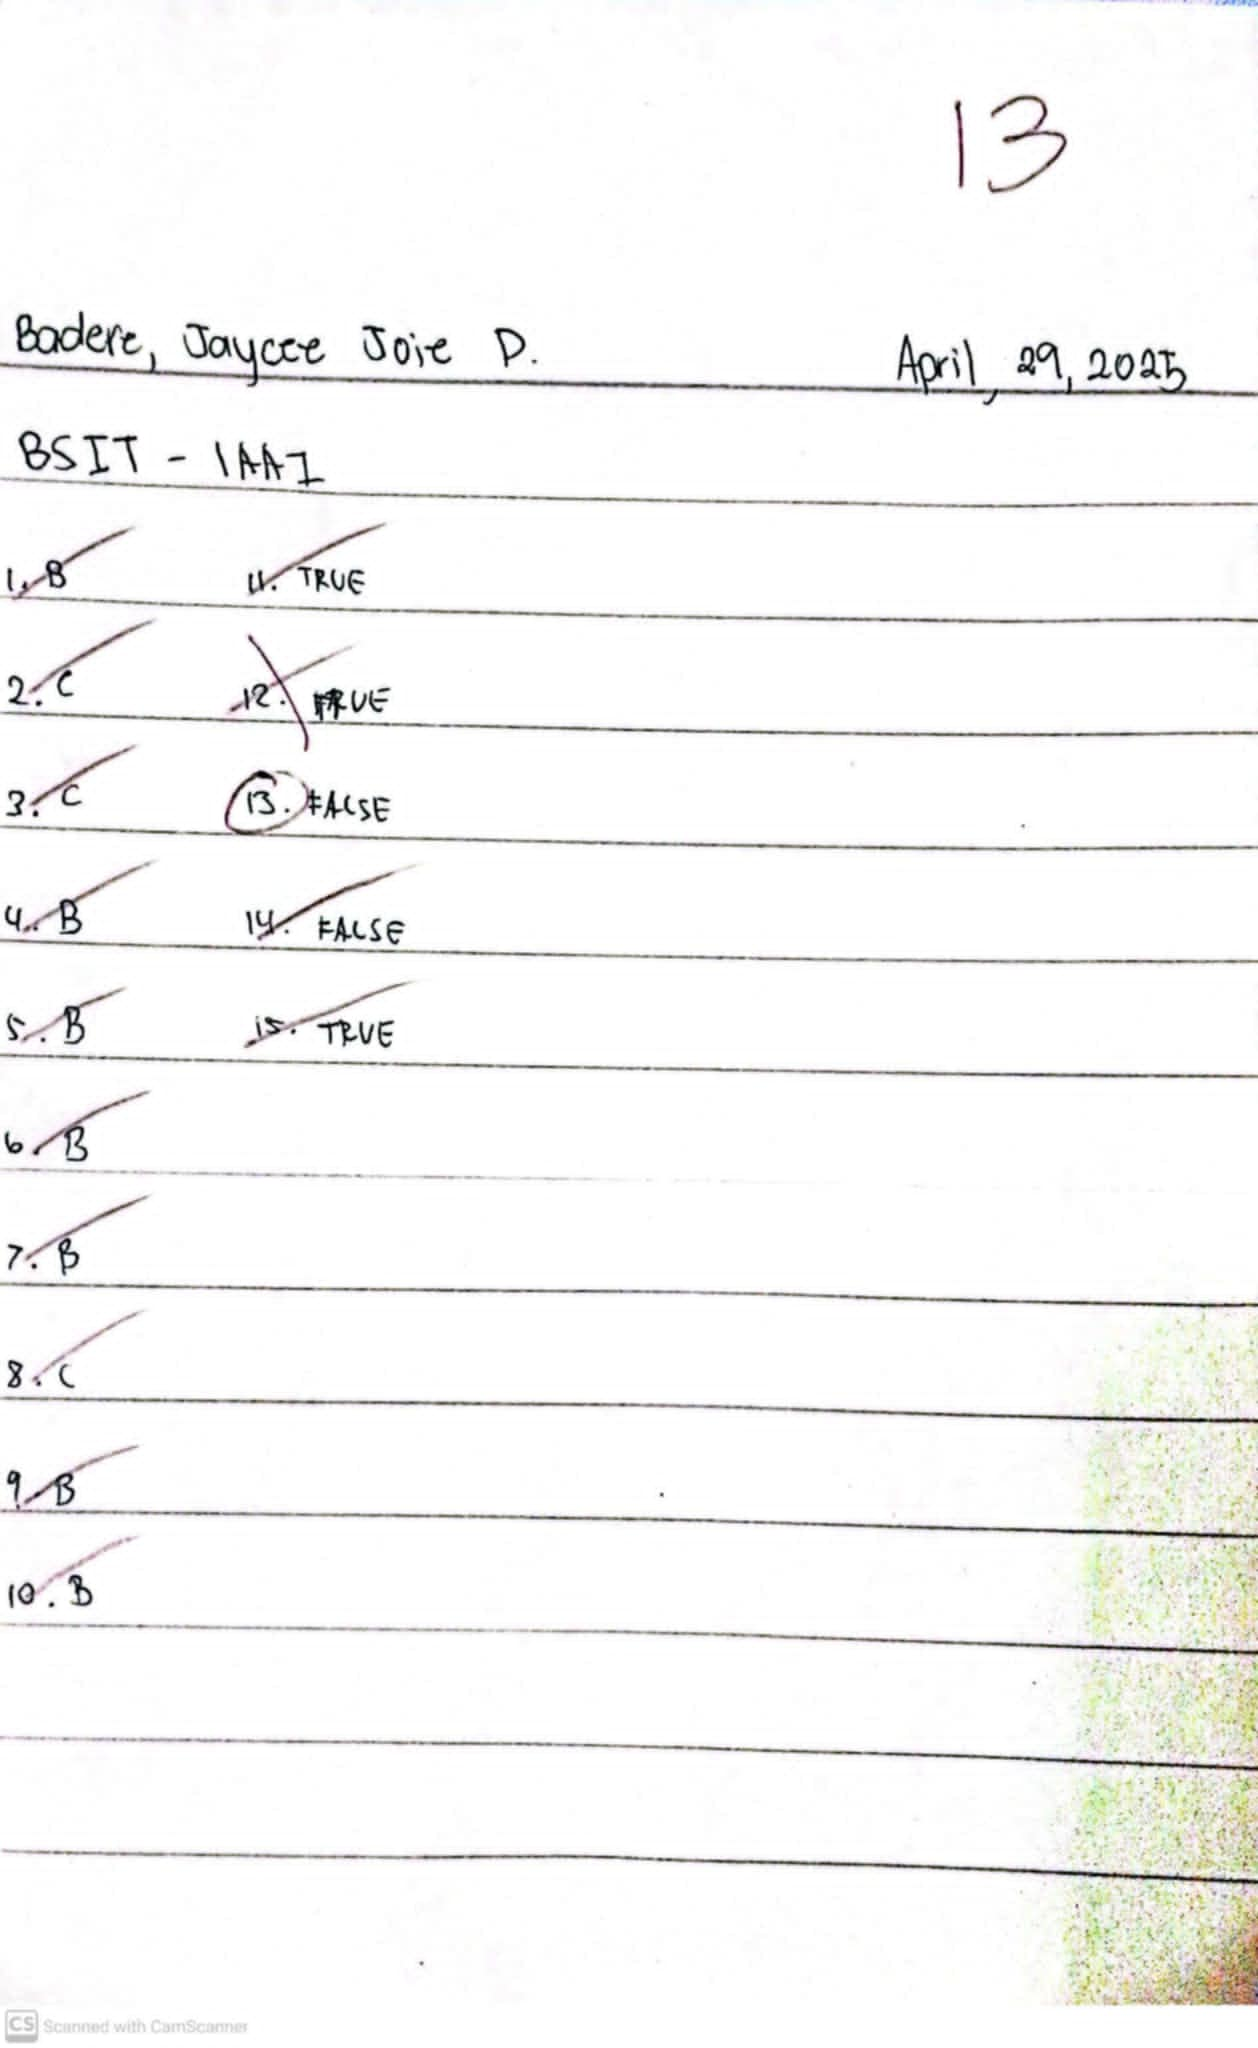 13
Badere, Jaycee Joie D. April, 29, 2025
BSIT - 1AA1
1. B 11. TRUE
2. C 12. TRUE
3. C 13. FALSE
4. B 14. FALSE
5. B 15. TRUE
6. B
7. B
8. C
9. B
10. B
CS Scanned with CamScanner